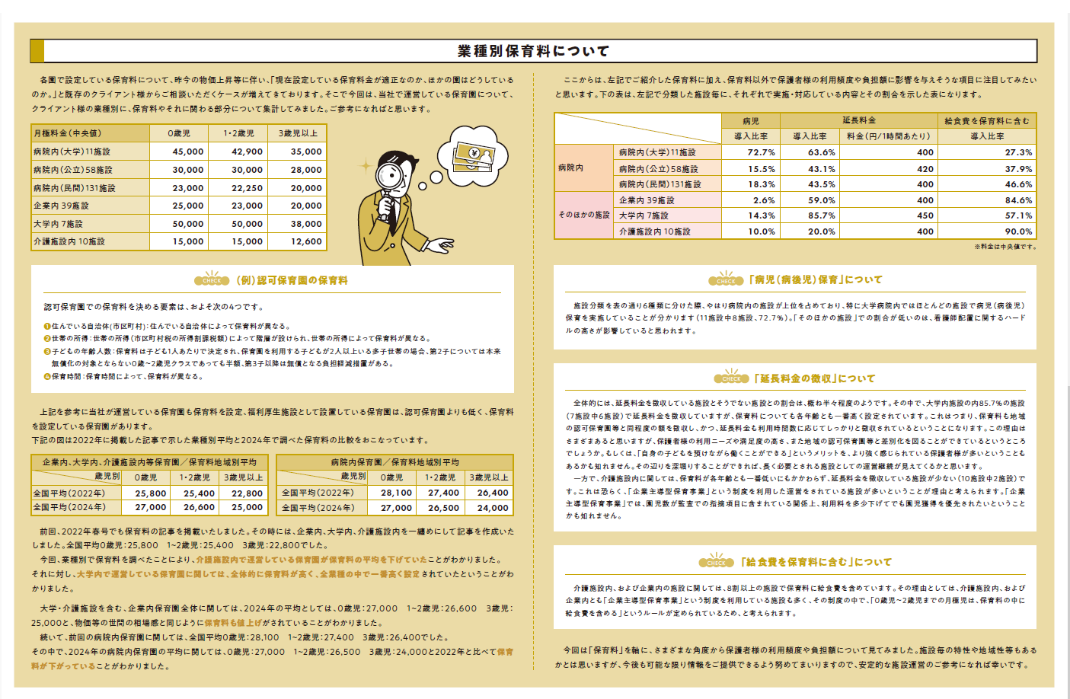 業種別保育料について
各園で設定している保育料について、昨今の物価上昇等に伴い、「現在設定している保育料金が適正なのか、ほかの園はどうしている
のか。」と既存のクライアント様からご相談いただくケースが増えてきております。そこで今回は、当社で運営している保育園について、
クライアント様の業種別に、保育料やそれに関わる部分について集計してみました。ご参考になればと思います。
月極料金(中央値) 0歳児 1・2歳児 3歳児以上
病院内(大学)11施設 45,000 42,900 35,000
病院内(公立)58施設 30,000 30,000 28,000
病院内(民間)131施設 23,000 22,250 20,000
企業内 39施設 25,000 23,000 20,000
大学内 7施設 50,000 50,000 38,000
介護施設内 10施設 15,000 15,000 12,600
CHECK (例)認可保育園の保育料
認可保育園での保育料を決める要素は、およそ次の4つです。
❶住んでいる自治体(市区町村):住んでいる自治体によって保育料が異なる。
❷世帯の所得:世帯の所得(市区町村税の所得割課税額)によって階層が設けられ、世帯の所得によって保育料が異なる。
❸子どもの年齢人数:保育料は子ども1人あたりで決定され、保育園を利用する子どもが2人以上いる多子世帯の場合、第2子については本来
無償化の対象とならない0歳~2歳児クラスであっても半額、第3子以降は無償となる負担軽減措置がある。
❹保育時間:保育時間によって、保育料が異なる。
上記を参考に当社が運営している保育園も保育料を設定、福利厚生施設として設置している保育園は、認可保育園よりも低く、保育料
を設定している保育園があります。
下記の図は2022年に掲載した記事で示した業種別平均と2024年で調べた保育料の比較をおこなっています。
企業内、大学内、介護施設内等保育園/保育料地域別平均
歳児別 0歳児 1・2歳児 3歳児以上
全国平均(2022年) 25,800 25,400 22,800
全国平均(2024年) 27,000 26,600 25,000
病院内保育園/保育料地域別平均
歳児別 0歳児 1・2歳児 3歳児以上
全国平均(2022年) 28,100 27,400 26,400
全国平均(2024年) 27,000 26,500 24,000
前回、2022年春号でも保育料の記事を掲載いたしました。その時には、企業内、大学内、介護施設内を一纏めにして記事を作成いた
しました。全国平均0歳児:25,800 1~2歳児:25,400 3歳児:22,800でした。
今回、業種別で保育料を調べたことにより、介護施設内で運営している保育園が保育料の平均を下げていたことがわかりました。
それに対し、大学内で運営している保育園に関しては、全体的に保育料が高く、全業種の中で一番高く設定されていたということがわ
かりました。
大学・介護施設を含む、企業内保育園全体に関しては、2024年の平均としては、0歳児:27,000 1~2歳児:26,600 3歳児:
25,000と、物価等の世間の相場感と同じように保育料も値上げがされていることがわかりました。
続いて、前回の病院内保育園に関しては、全国平均0歳児:28,100 1~2歳児:27,400 3歳児:26,400でした。
その中で、2024年の病院内保育園の平均に関しては、0歳児:27,000 1~2歳児:26,500 3歳児:24,000と2022年と比べて保育
料が下がっていることがわかりました。
ここからは、左記でご紹介した保育料に加え、保育料以外で保護者様の利用頻度や負担額に影響を与えそうな項目に注目してみたい
と思います。下の表は、左記で分類した施設毎に、それぞれで実施・対応している内容とその割合を示した表になります。
病児 延長料金 給食費を保育料に含む
導入比率 導入比率 料金(円/1時間あたり) 導入比率
病院内 病院内(大学)11施設 72.7% 63.6% 400 27.3%
病院内(公立)58施設 15.5% 43.1% 420 37.9%
病院内(民間)131施設 18.3% 43.5% 400 46.6%
そのほかの施設 企業内 39施設 2.6% 59.0% 400 84.6%
大学内 7施設 14.3% 85.7% 450 57.1%
介護施設内 10施設 10.0% 20.0% 400 90.0%
※料金は中央値です。
CHECK 「病児(病後児)保育」について
施設分類を表の通り6種類に分けた際、やはり病院内の施設が上位を占めており、特に大学病院内ではほとんどの施設で病児(病後児)
保育を実施していることが分かります(11施設中8施設、72.7%)。「そのほかの施設」での割合が低いのは、看護師配置に関するハード
ルの高さが影響していると思われます。
CHECK 「延長料金の徴収」について
全体的には、延長料金を徴収している施設とそうでない施設との割合は、概ね半々程度のようです。その中で、大学内施設の内85.7%の施設
(7施設中6施設)で延長料金を徴収していますが、保育料についても各年齢とも一番高く設定されています。これはつまり、保育料も地域
の認可保育園等と同程度の額を徴収し、かつ、延長料金も利用時間数に応じてしっかりと徴収されているということになります。この理由は
さまざまあると思いますが、保護者様の利用ニーズや満足度の高さ、また地域の認可保育園等と差別化を図ることができているというところ
でしょうか。もしくは、「自身の子どもを預けながら働くことができる」というメリットを、より強く感じられている保護者様が多いということも
あるかも知れません。その辺りを深堀りすることができれば、長く必要とされる施設としての運営継続が見えてくるかと思います。
一方で、介護施設内に関しては、保育料が各年齢とも一番低いにもかかわらず、延長料金を徴収している施設が少ない(10施設中2施設)で
す。これは恐らく、「企業主導型保育事業」という制度を利用した運営をされている施設が多いということが理由と考えられます。「企業
主導型保育事業」では、園児数が監査での指摘項目に含まれている関係上、利用料を多少下げてでも園児獲得を優先されたいということ
かも知れません。
CHECK 「給食費を保育料に含む」について
介護施設内、および企業内の施設に関しては、8割以上の施設で保育料に給食費を含めています。その理由としては、介護施設内、および
企業内とも「企業主導型保育事業」という制度を利用している施設も多く、その制度の中で、「0歳児~2歳児までの月極児は、保育料の中に
給食費を含める」というルールが定められているため、と考えられます。
今回は「保育料」を軸に、さまざまな角度から保護者様の利用頻度や負担額について見てみました。施設毎の特性や地域性等もある
かとは思いますが、今後も可能な限り情報をご提供できるよう努めてまいりますので、安定的な施設運営のご参考になれば幸いです。